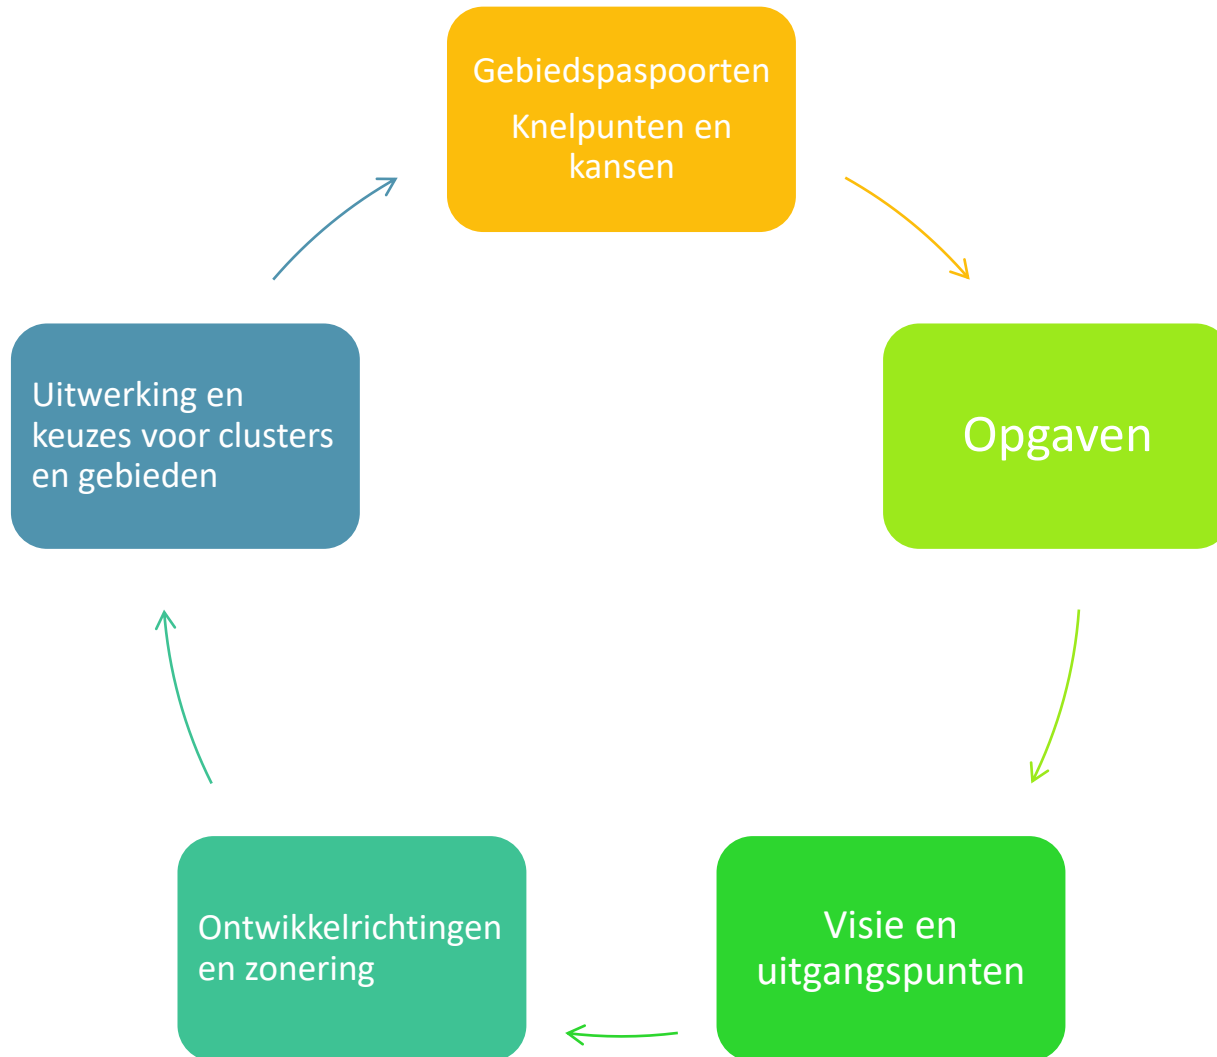 Gebiedspaspoorten
Knelpunten en
kansen
Opgaven
Visie en
uitgangspunten
Ontwikkelrichtingen
en zonering
Uitwerking en
keuzes voor clusters
en gebieden